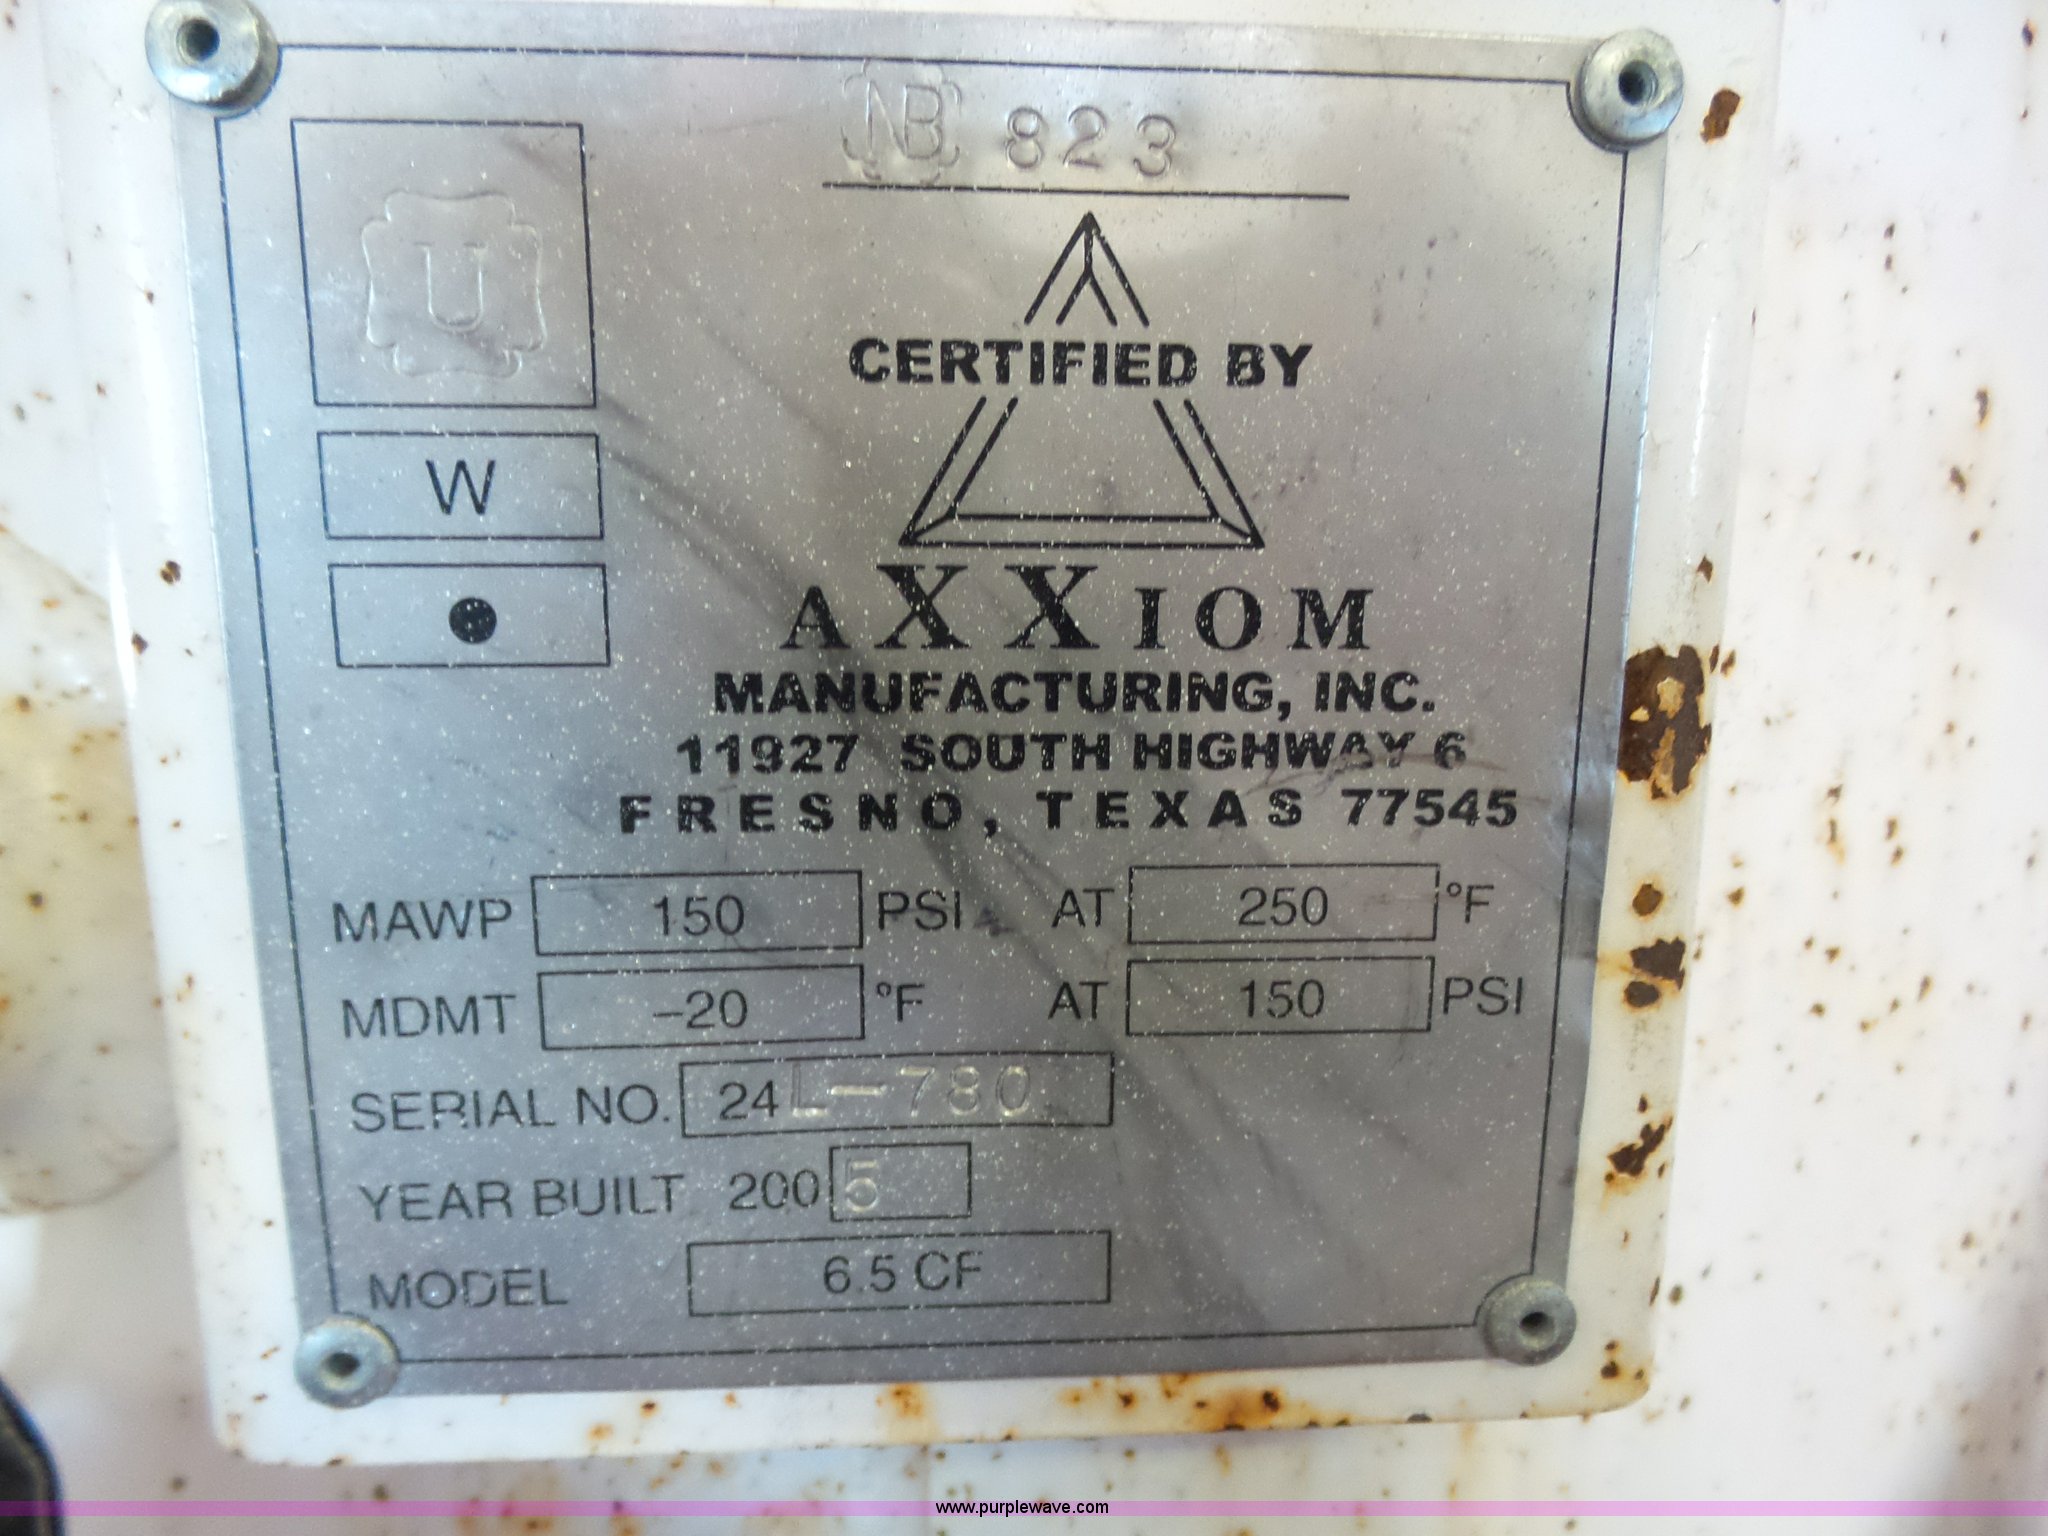 NB 823
U
CERTIFIED BY
W
AXXIOM
MANUFACTURING, INC.
11927 SOUTH HIGHWAY 6
FRESNO, TEXAS 77545
MAWP 150 PSI AT 250 °F
MDMT -20 °F AT 150 PSI
SERIAL NO. 24L-780
YEAR BUILT 2005
MODEL 6.5 CF
www.purplewave.com